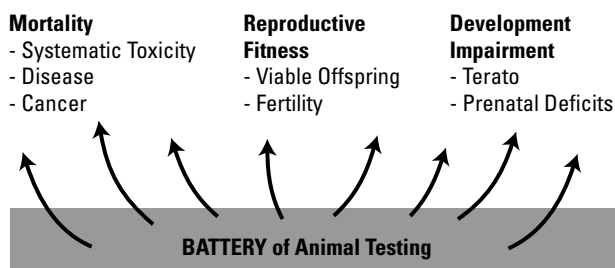 Mortality
- Systematic Toxicity
- Disease
- Cancer
Reproductive
Fitness
- Viable Offspring
- Fertility
Development
Impairment
- Terato
- Prenatal Deficits
BATTERY of Animal Testing